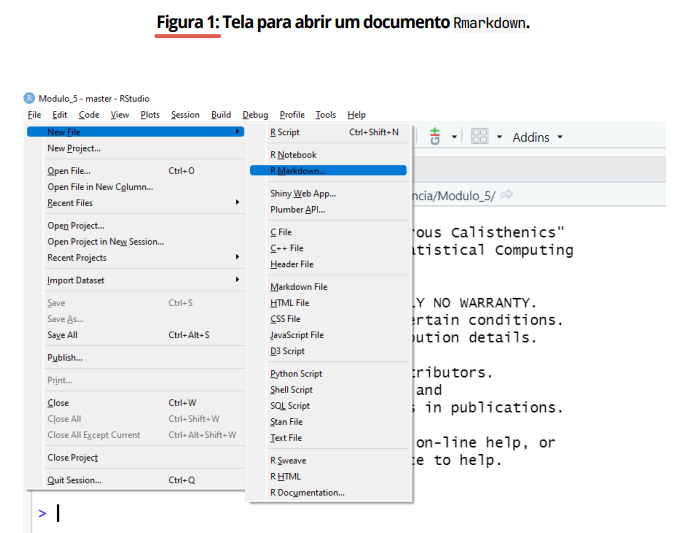 Figura 1: Tela para abrir um documento Rmarkdown.
Modulo_5 - master - RStudio
File Edit Code View Plots Session Build Debug Profile Tools Help
New File
New Project...
Open File... Ctrl+O
Open File in New Column...
Recent Files
Open Project...
Open Project in New Session...
Recent Projects
Import Dataset
Save Ctrl+S
Save As...
Save All Ctrl+Alt+S
Publish...
Print...
Close Ctrl+W
Close All Ctrl+Shift+W
Close All Except Current Ctrl+Alt+Shift+W
Close Project
Quit Session... Ctrl+Q
R Script Ctrl+Shift+N
R Notebook
R Markdown...
Shiny Web App...
Plumber API...
C File
C++ File
Header File
Markdown File
HTML File
CSS File
JavaScript File
D3 Script
Python Script
Shell Script
SQL Script
Stan File
Text File
R Sweave
R HTML
R Documentation...
Addins
ncia/Modulo_5/
rous Calisthenics"
atistical Computing
LY NO WARRANTY.
ertain conditions.
bution details.
tributors.
and
s in publications.
on-line help, or
ce to help.
>